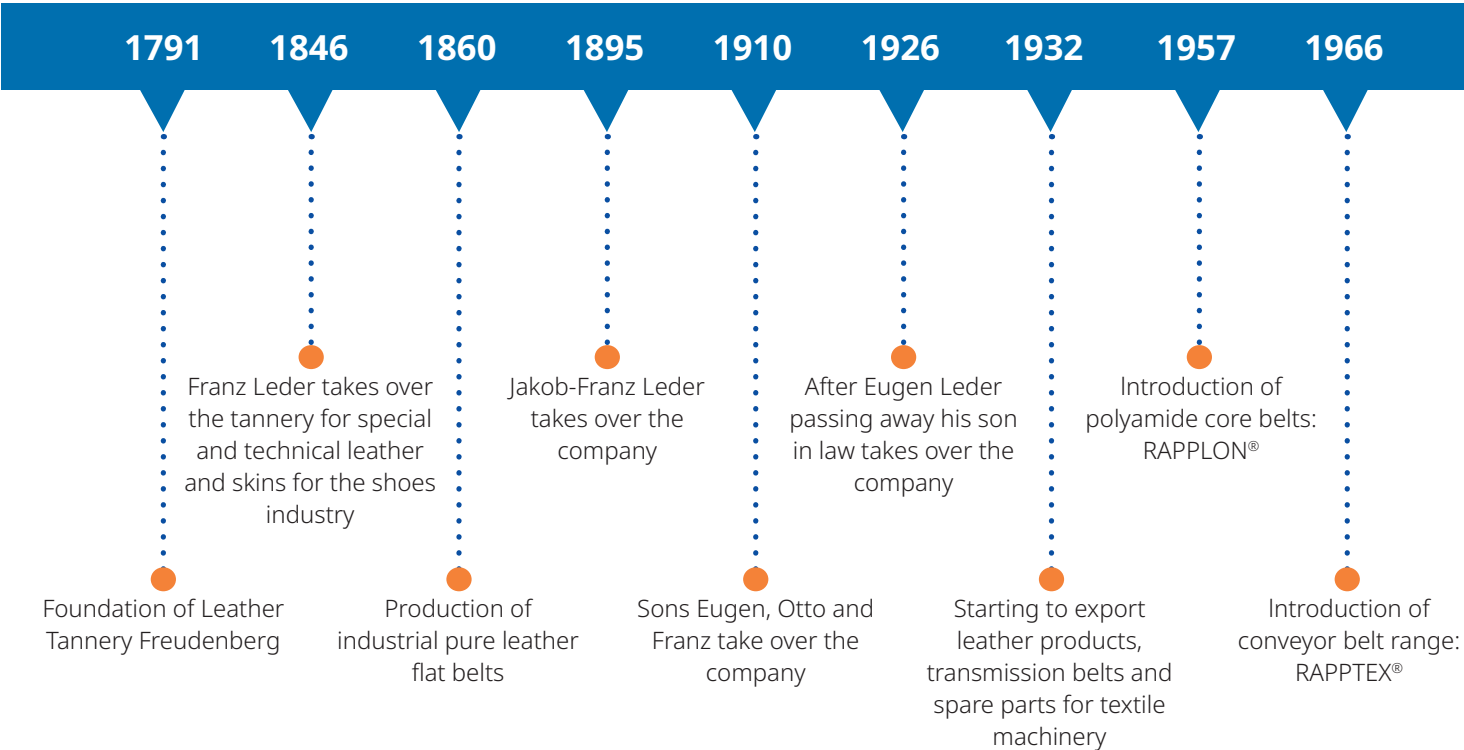 1791 1846 1860 1895 1910 1926 1932 1957 1966
Franz Leder takes over
the tannery for special
and technical leather
and skins for the shoes
industry
Jakob-Franz Leder
takes over the
company
After Eugen Leder
passing away his son
in law takes over the
company
Introduction of
polyamide core belts:
RAPPLON®
Foundation of Leather
Tannery Freudenberg
Production of
industrial pure leather
flat belts
Sons Eugen, Otto and
Franz take over the
company
Starting to export
leather products,
transmission belts and
spare parts for textile
machinery
Introduction of
conveyor belt range:
RAPPTEX®